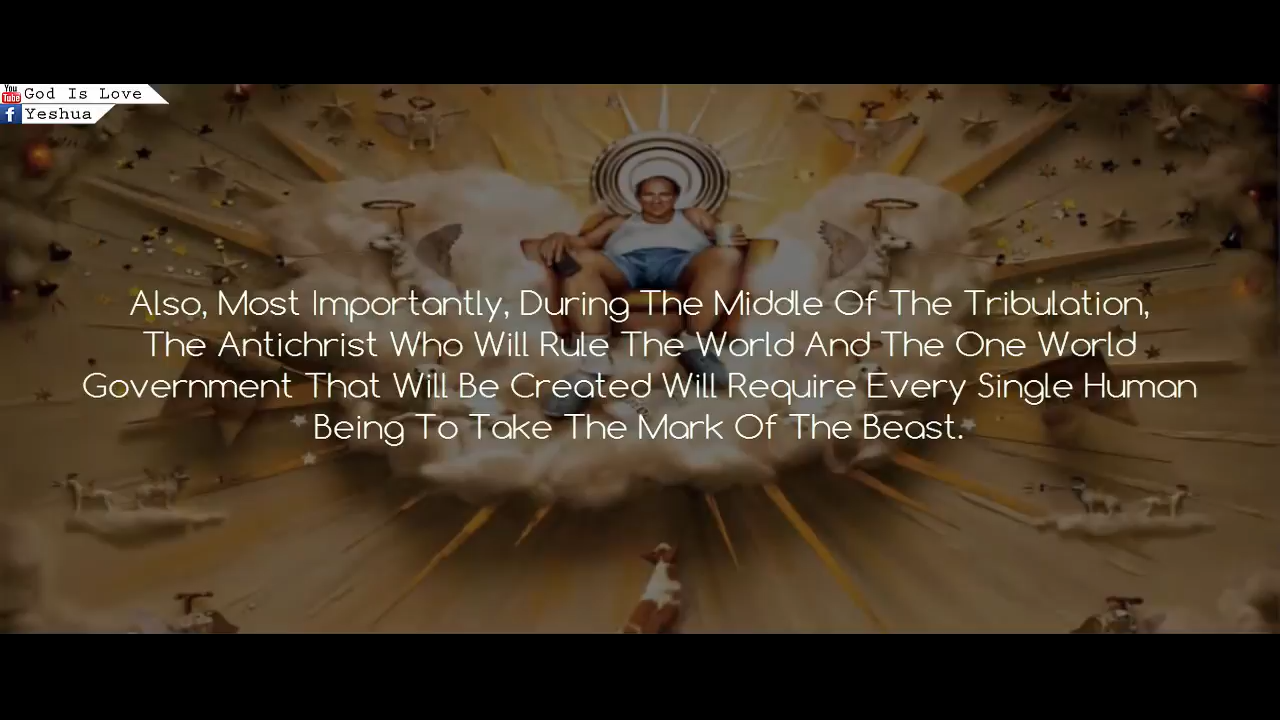 You
Tube
God Is Love
f
Yeshua
Also, Most Importantly, During The Middle Of The Tribulation,
The Antichrist Who Will Rule The World And The One World
Government That Will Be Created Will Require Every Single Human
Being To Take The Mark Of The Beast.